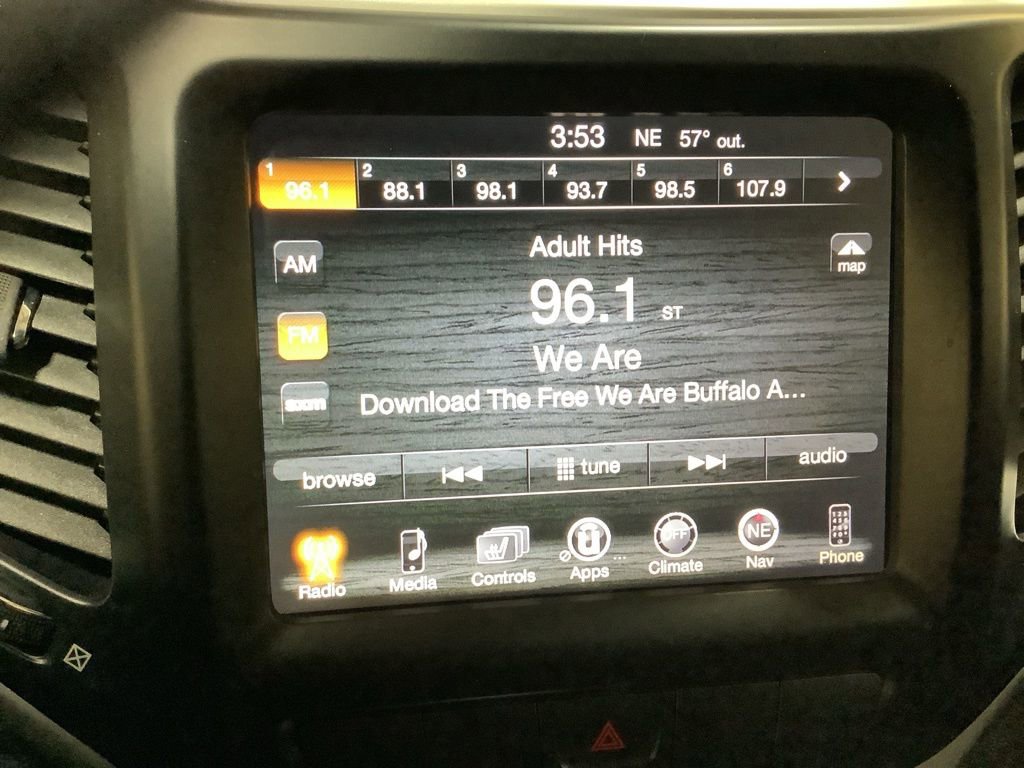 3:53 NE 57° out.
1 96.1 2 88.1 3 98.1 4 93.7 5 98.5 6 107.9
AM
Adult Hits
map
96.1 ST
FM
We Are
sxm
Download The Free We Are Buffalo A...
browse tune audio
OFF NE
Radio Media Controls Apps ... Climate Nav Phone